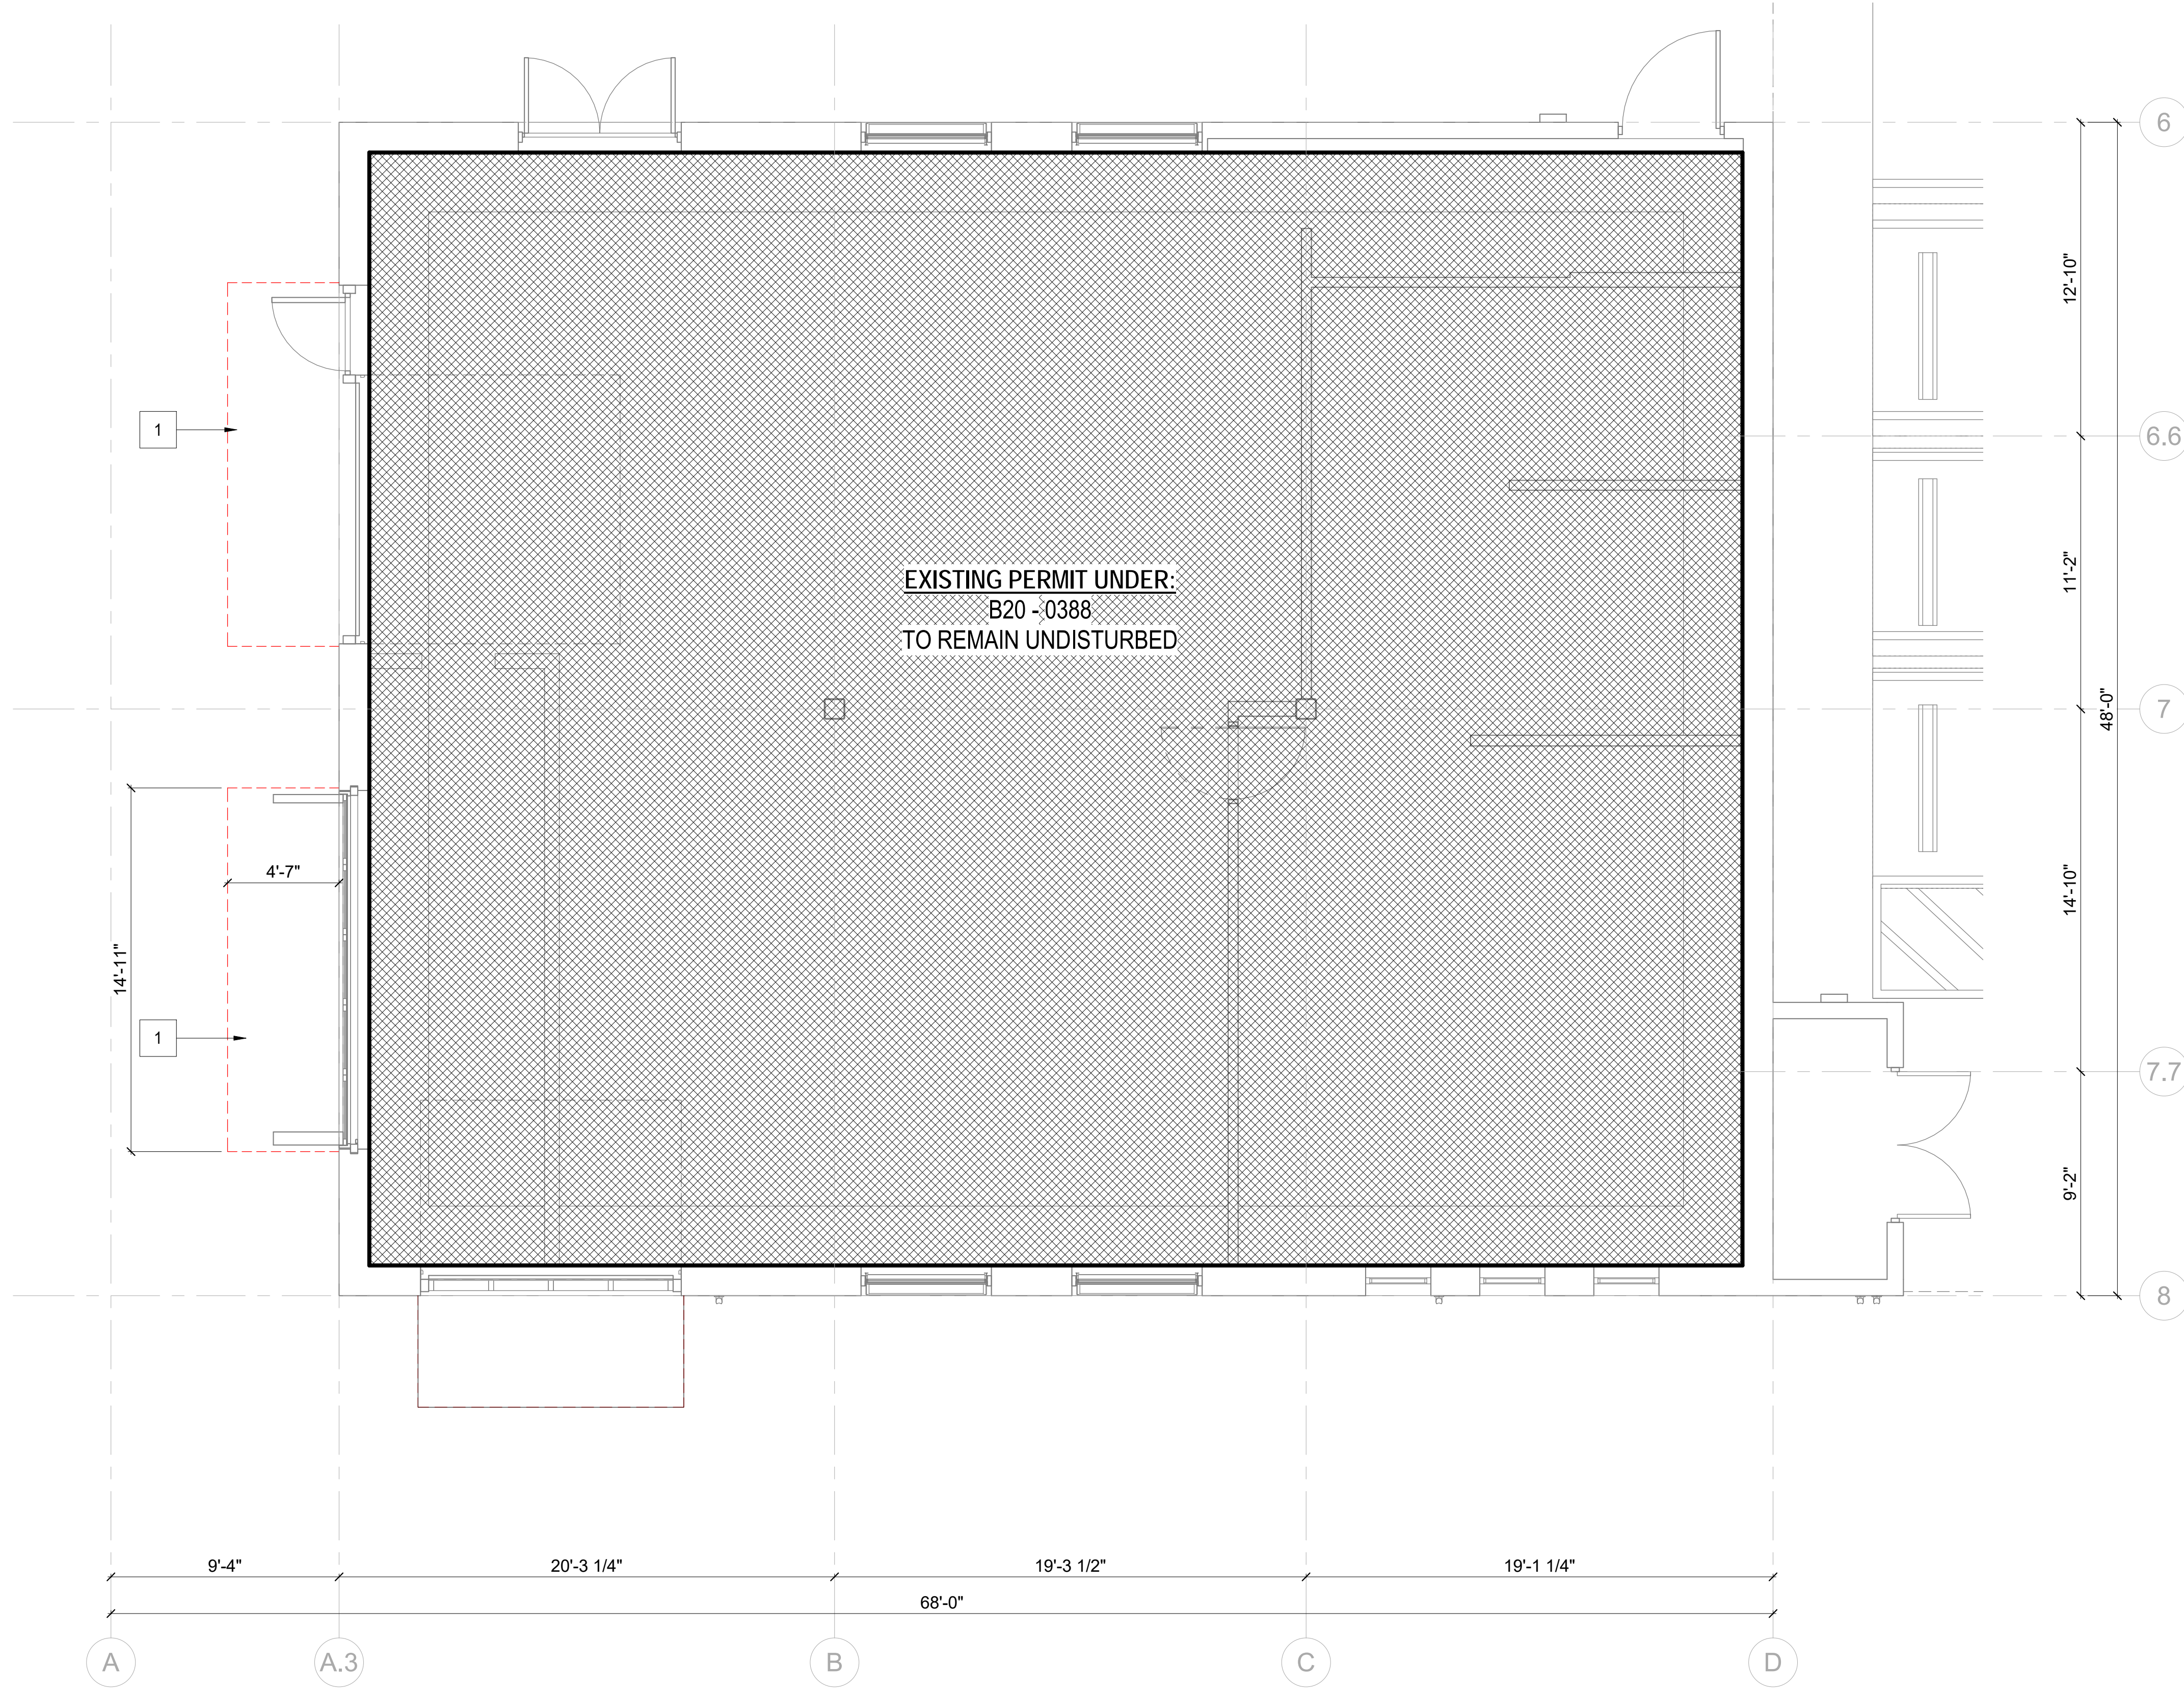 6
12'-10"
1
6.6
11'-2"
EXISTING PERMIT UNDER:
B20 - 0388
TO REMAIN UNDISTURBED
48'-0"
7
4'-7"
14'-10"
14'-11"
1
7.7
9'-2"
8
9'-4"
20'-3 1/4"
19'-3 1/2"
19'-1 1/4"
68'-0"
A
A.3
B
C
D